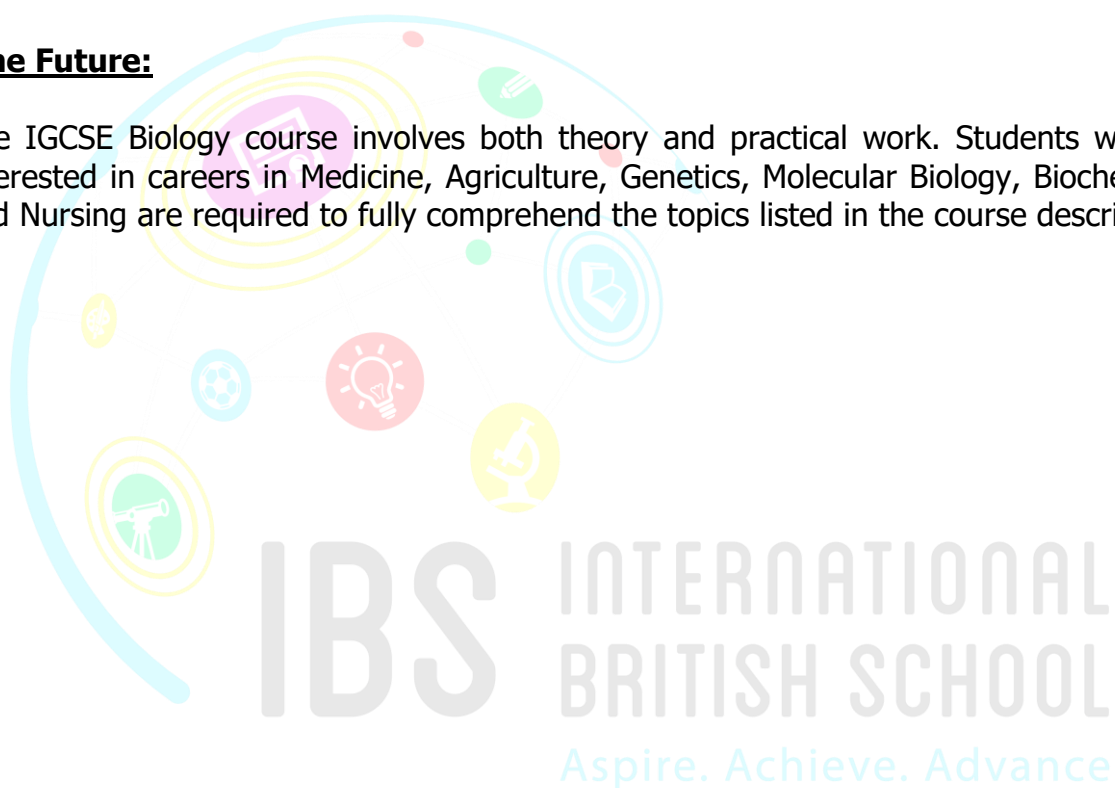 ne Future:
e IGCSE Biology course involves both theory and practical work. Students w
erested in careers in Medicine, Agriculture, Genetics, Molecular Biology, Bioche
d Nursing are required to fully comprehend the topics listed in the course descri
IBS INTERNATIONAL
BRITISH SCHOOL
Aspire. Achieve. Advance